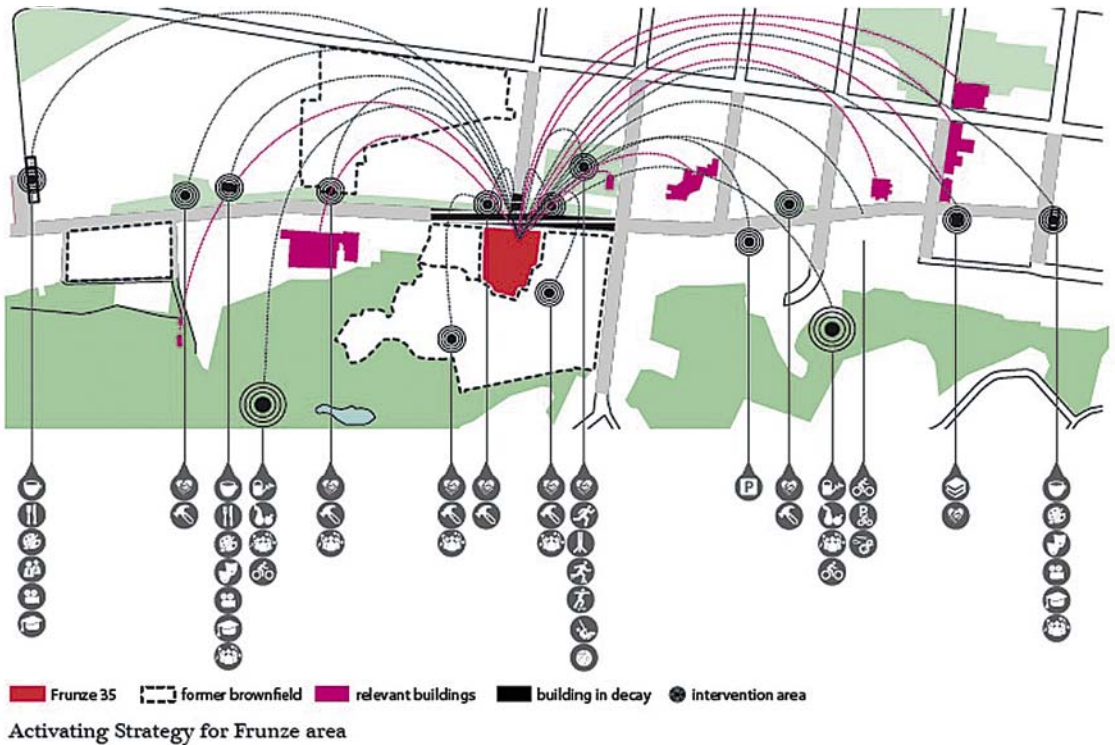 P
P
Frunze 35 former brownfield relevant buildings building in decay intervention area
Activating Strategy for Frunze area